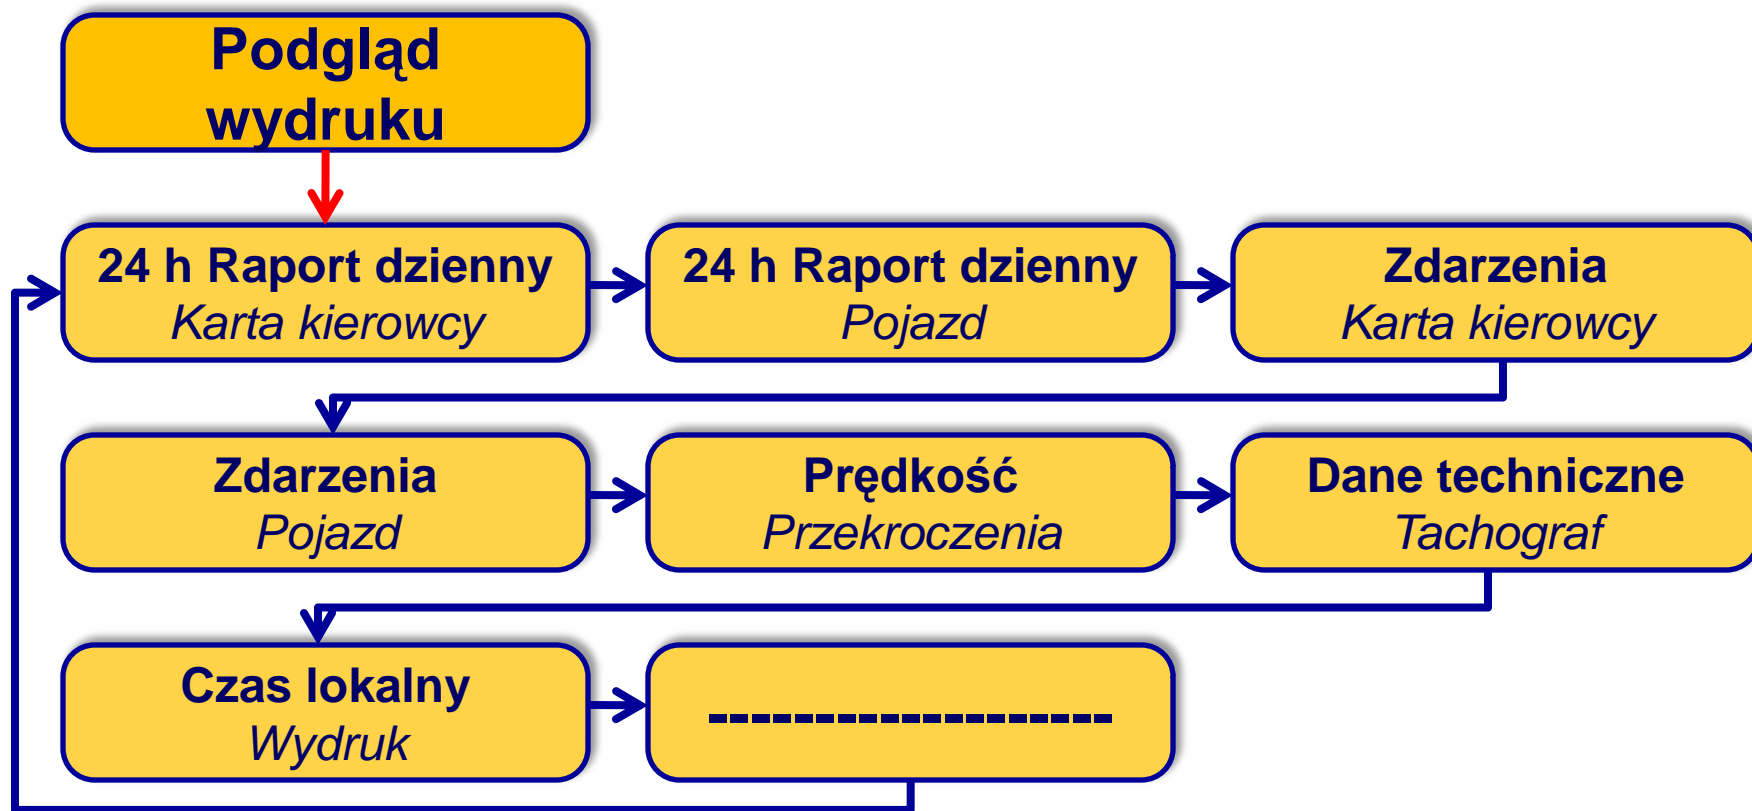 Podgląd
wydruku
24 h Raport dzienny
Karta kierowcy
24 h Raport dzienny
Pojazd
Zdarzenia
Karta kierowcy
Zdarzenia
Pojazd
Prędkość
Przekroczenia
Dane techniczne
Tachograf
Czas lokalny
Wydruk
-------------------